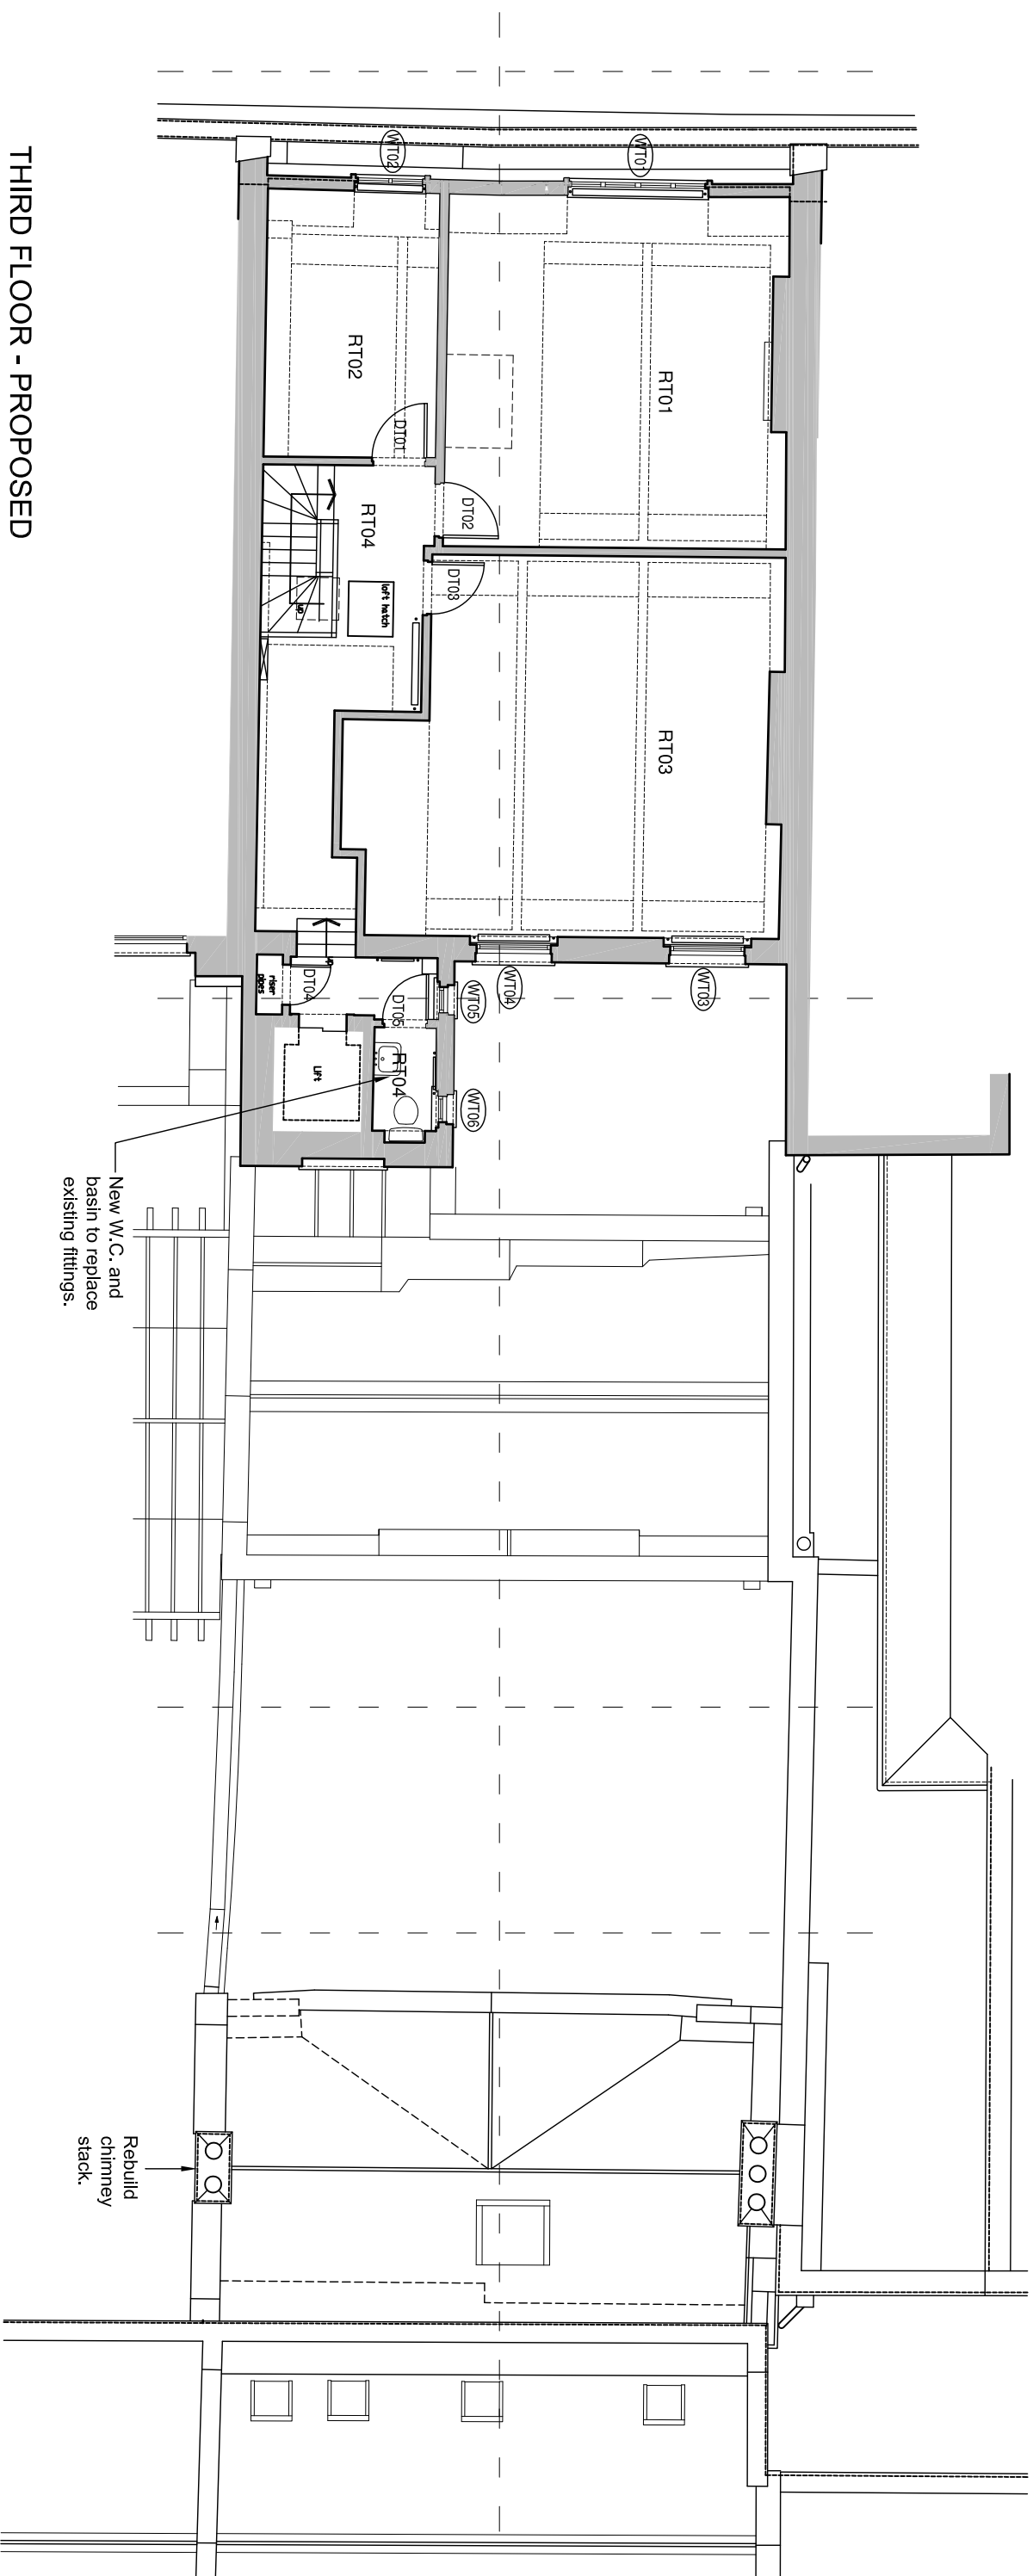 THIRD FLOOR - PROPOSED
WT02
WT01
RT02
RT01
DT01
RT04
DT02
DT03
up
loft hatch
RT03
WT04
WT03
WT05
WT06
riser
pipes
DT04
DT05
Lift
RT04
New W.C. and
basin to replace
existing fittings.
Rebuild
chimney
stack.